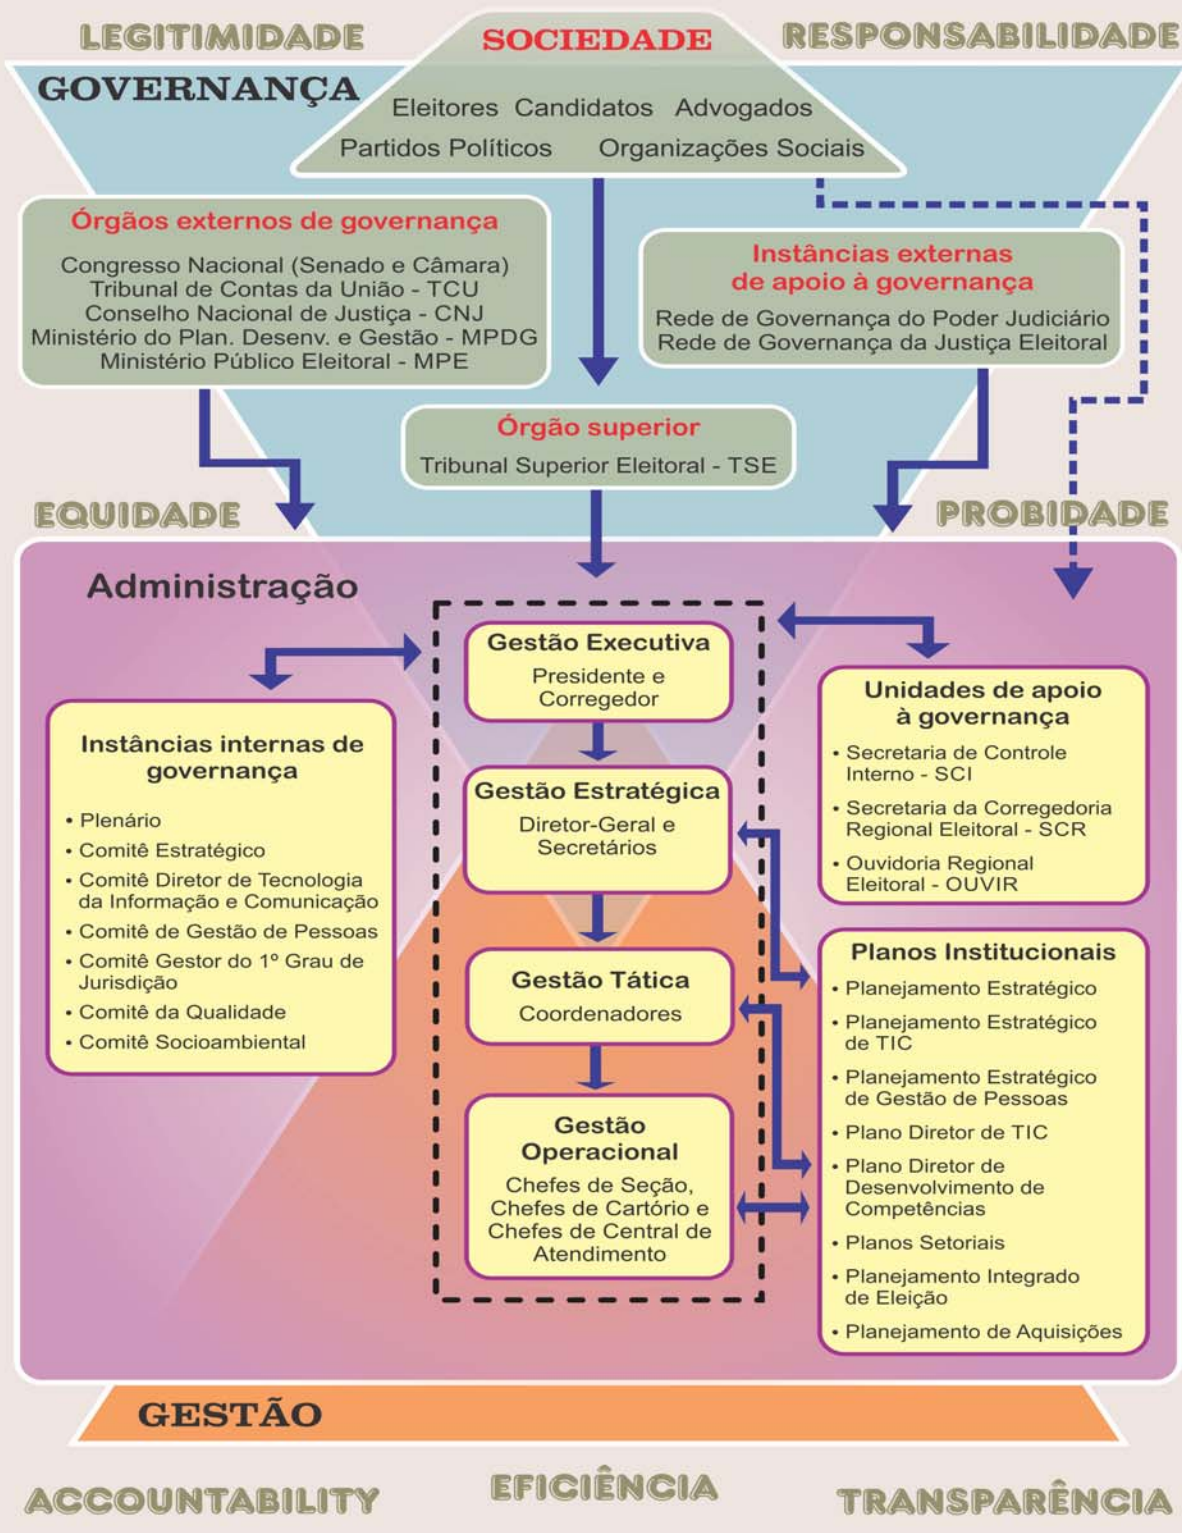 LEGITIMIDADE
SOCIEDADE
RESPONSABILIDADE
GOVERNANÇA
Eleitores Candidatos Advogados
Partidos Políticos Organizações Sociais
Órgãos externos de governança
Congresso Nacional (Senado e Câmara)
Tribunal de Contas da União - TCU
Conselho Nacional de Justiça - CNJ
Ministério do Plan. Desenv. e Gestão - MPDG
Ministério Público Eleitoral - MPE
Instâncias externas
de apoio à governança
Rede de Governança do Poder Judiciário
Rede de Governança da Justiça Eleitoral
Órgão superior
Tribunal Superior Eleitoral - TSE
EQUIDADE
PROBIDADE
Administração
Gestão Executiva
Presidente e
Corregedor
Gestão Estratégica
Diretor-Geral e
Secretários
Gestão Tática
Coordenadores
Gestão
Operacional
Chefes de Seção,
Chefes de Cartório e
Chefes de Central de
Atendimento
Instâncias internas de
governança
• Plenário
• Comitê Estratégico
• Comitê Diretor de Tecnologia
da Informação e Comunicação
• Comitê de Gestão de Pessoas
• Comitê Gestor do 1º Grau de
Jurisdição
• Comitê da Qualidade
• Comitê Socioambiental
Unidades de apoio
à governança
• Secretaria de Controle
Interno - SCI
• Secretaria da Corregedoria
Regional Eleitoral - SCR
• Ouvidoria Regional
Eleitoral - OUVIR
Planos Institucionais
• Planejamento Estratégico
• Planejamento Estratégico
de TIC
• Planejamento Estratégico
de Gestão de Pessoas
• Plano Diretor de TIC
• Plano Diretor de
Desenvolvimento de
Competências
• Planos Setoriais
• Planejamento Integrado
de Eleição
• Planejamento de Aquisições
GESTÃO
ACCOUNTABILITY
EFICIÊNCIA
TRANSPARÊNCIA